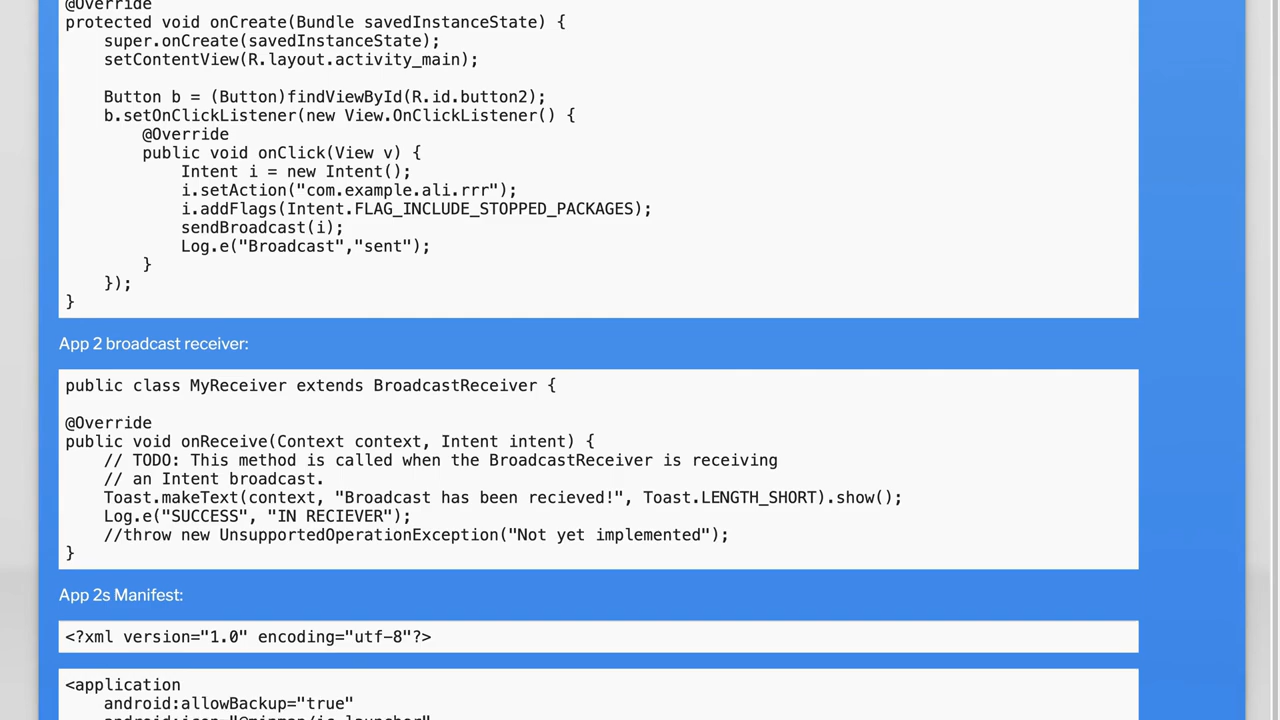 @Override
protected void onCreate(Bundle savedInstanceState) {
    super.onCreate(savedInstanceState);
    setContentView(R.layout.activity_main);

    Button b = (Button)findViewById(R.id.button2);
    b.setOnClickListener(new View.OnClickListener() {
        @Override
        public void onClick(View v) {
            Intent i = new Intent();
            i.setAction("com.example.ali.rrr");
            i.addFlags(Intent.FLAG_INCLUDE_STOPPED_PACKAGES);
            sendBroadcast(i);
            Log.e("Broadcast","sent");
        }
    });
}
App 2 broadcast receiver:
public class MyReceiver extends BroadcastReceiver {

@Override
public void onReceive(Context context, Intent intent) {
    // TODO: This method is called when the BroadcastReceiver is receiving
    // an Intent broadcast.
    Toast.makeText(context, "Broadcast has been recieved!", Toast.LENGTH_SHORT).show();
    Log.e("SUCCESS", "IN RECIEVER");
    //throw new UnsupportedOperationException("Not yet implemented");
}
App 2s Manifest:
<?xml version="1.0" encoding="utf-8"?>
<application
    android:allowBackup="true"
    android:icon="@mipmap/ic_launcher"